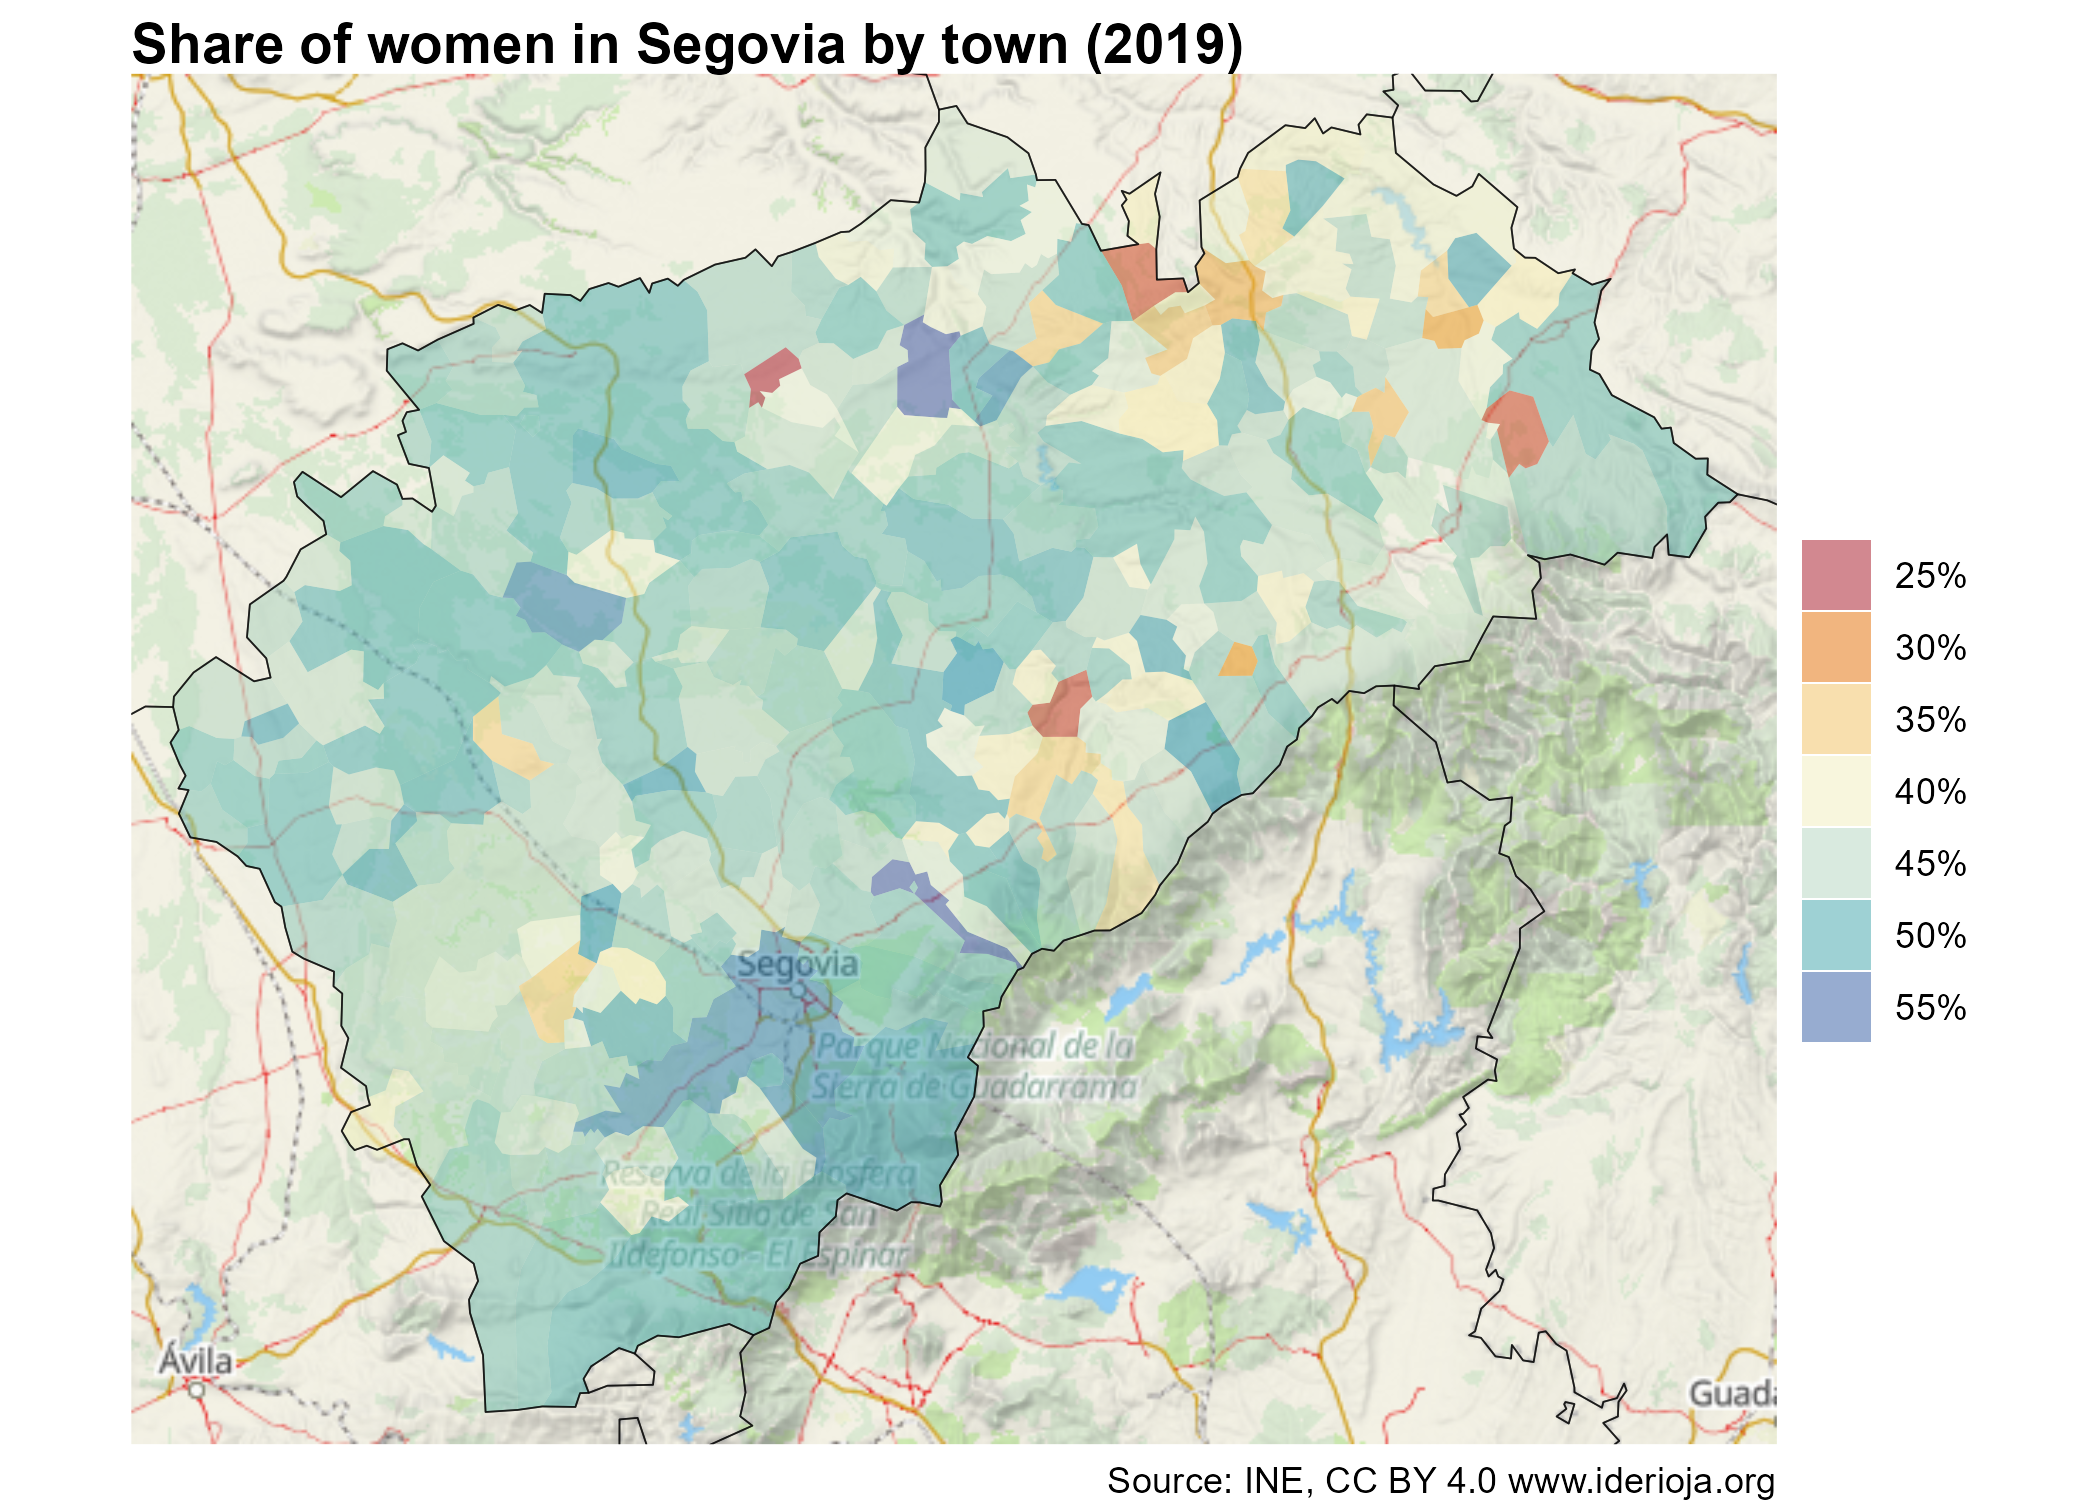 Share of women in Segovia by town (2019)
25%
30%
35%
40%
45%
50%
55%
Segovia
Parque Nacional de la
Sierra de Guadarrama
Reserva de la Biosfera
Real Sitio de San
Ildefonso - El Espinar
Ávila
Guada
Source: INE, CC BY 4.0 www.iderioja.org